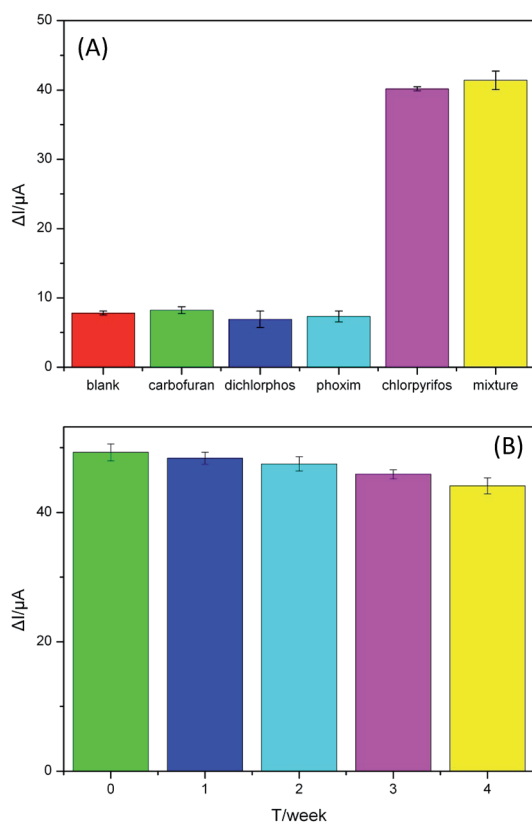 (A)
50
40
30
20
10
0
ΔI/μA
blank carbofuran dichlorphos phoxim chlorpyrifos mixture
(B)
40
20
0
ΔI/μA
0 1 2 3 4
T/week